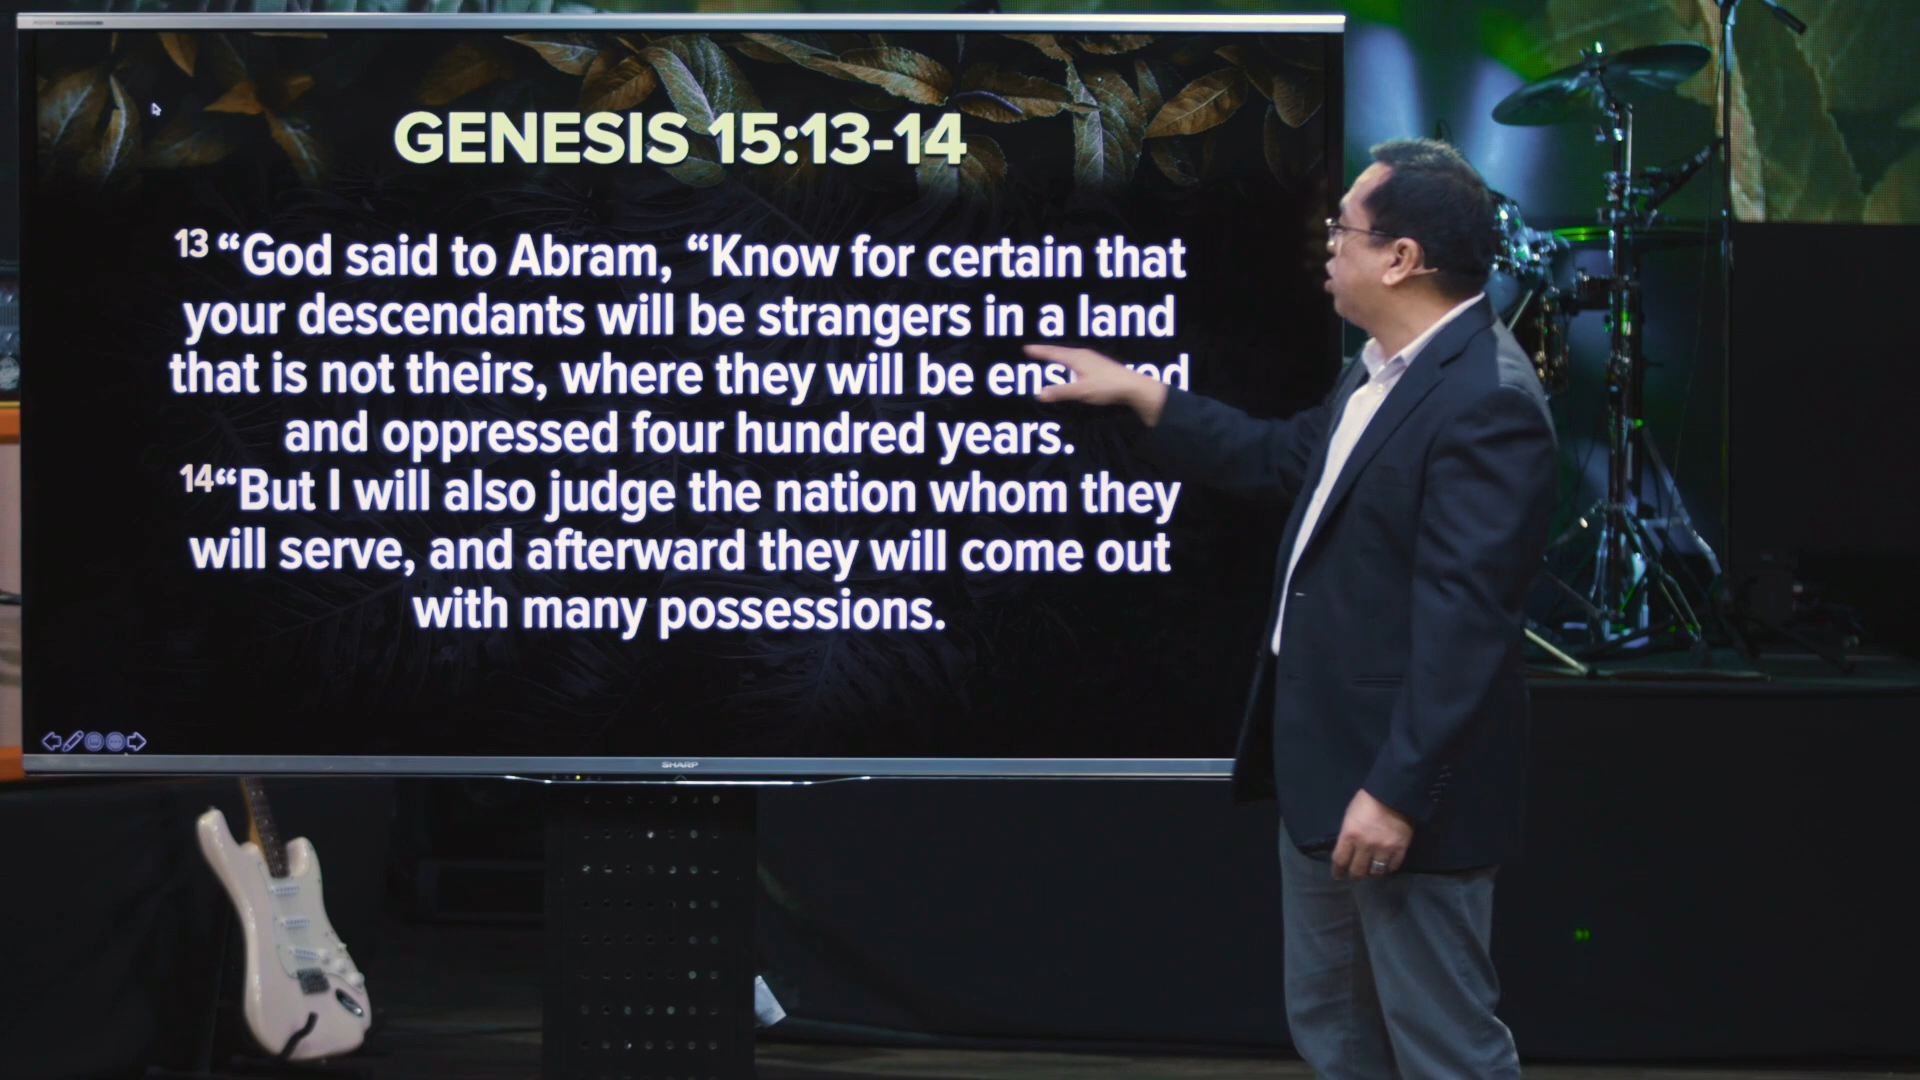 GENESIS 15:13-14
13 “God said to Abram, “Know for certain that
your descendants will be strangers in a land
that is not theirs, where they will be
and oppressed four hundred years.
14“But I will also judge the nation whom they
will serve, and afterward they will come out
with many possessions.
SHARP